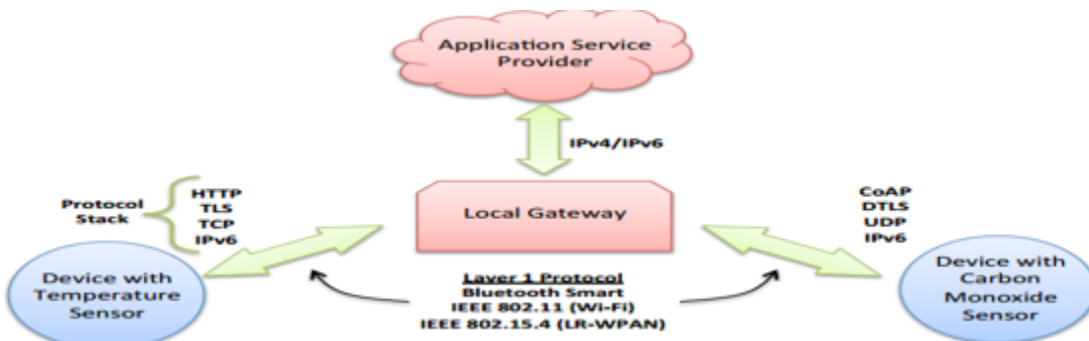 Application Service
Provider
IPv4/IPv6
Protocol
Stack
HTTP
TLS
TCP
IPv6
Local Gateway
CoAP
DTLS
UDP
IPv6
Device with
Temperature
Sensor
Layer 1 Protocol
Bluetooth Smart
IEEE 802.11 (Wi-Fi)
IEEE 802.15.4 (LR-WPAN)
Device with
Carbon
Monoxide
Sensor